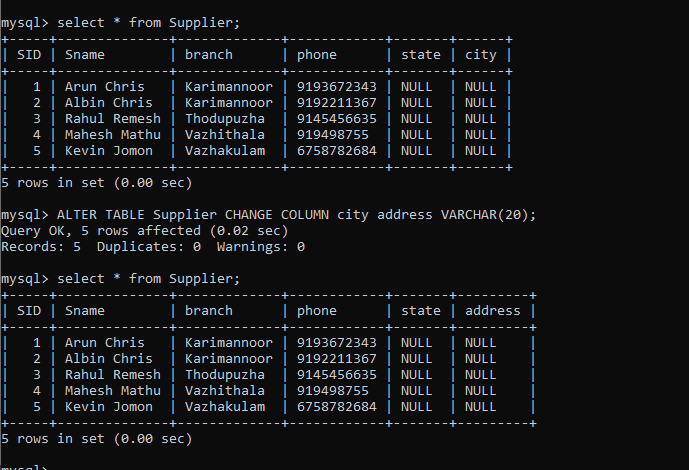 mysql> select * from Supplier;
+-----+--------------+------------+------------+-------+------+
| SID | Sname        | branch     | phone      | state | city |
+-----+--------------+------------+------------+-------+------+
|   1 | Arun Chris   | Karimannoor | 9193672343 | NULL  | NULL |
|   2 | Albin Chris  | Karimannoor | 9192211367 | NULL  | NULL |
|   3 | Rahul Remesh | Thodupuzha  | 9145456635 | NULL  | NULL |
|   4 | Mahesh Mathu | Vazhithala  | 919498755  | NULL  | NULL |
|   5 | Kevin Jomon  | Vazhakulam  | 6758782684 | NULL  | NULL |
+-----+--------------+-------------+------------+-------+------+
5 rows in set (0.00 sec)
mysql> ALTER TABLE Supplier CHANGE COLUMN city address VARCHAR(20);
Query OK, 5 rows affected (0.02 sec)
Records: 5  Duplicates: 0  Warnings: 0
mysql> select * from Supplier;
+-----+--------------+-------------+------------+-------+---------+
| SID | Sname        | branch      | phone      | state | address |
+-----+--------------+-------------+------------+-------+---------+
|   1 | Arun Chris   | Karimannoor | 9193672343 | NULL  | NULL    |
|   2 | Albin Chris  | Karimannoor | 9192211367 | NULL  | NULL    |
|   3 | Rahul Remesh | Thodupuzha  | 9145456635 | NULL  | NULL    |
|   4 | Mahesh Mathu | Vazhithala  | 919498755  | NULL  | NULL    |
|   5 | Kevin Jomon  | Vazhakulam  | 6758782684 | NULL  | NULL    |
+-----+--------------+-------------+------------+-------+---------+
5 rows in set (0.00 sec)
mysql>